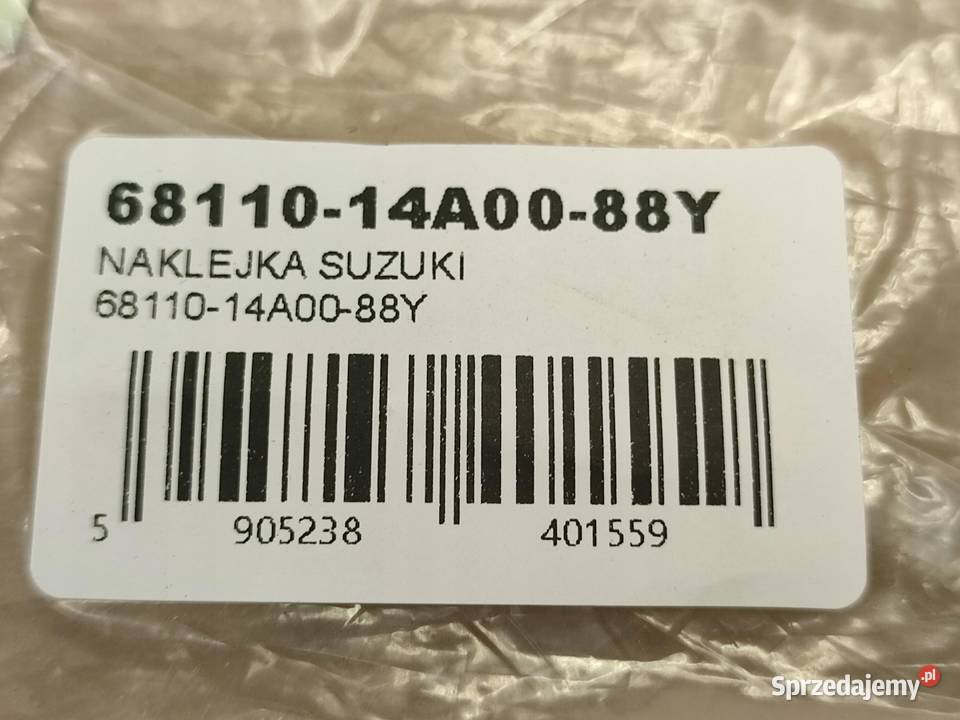 68110-14A00-88Y
NAKLEJKA SUZUKI
68110-14A00-88Y
5 905238 401559
Sprzedajemy.pl